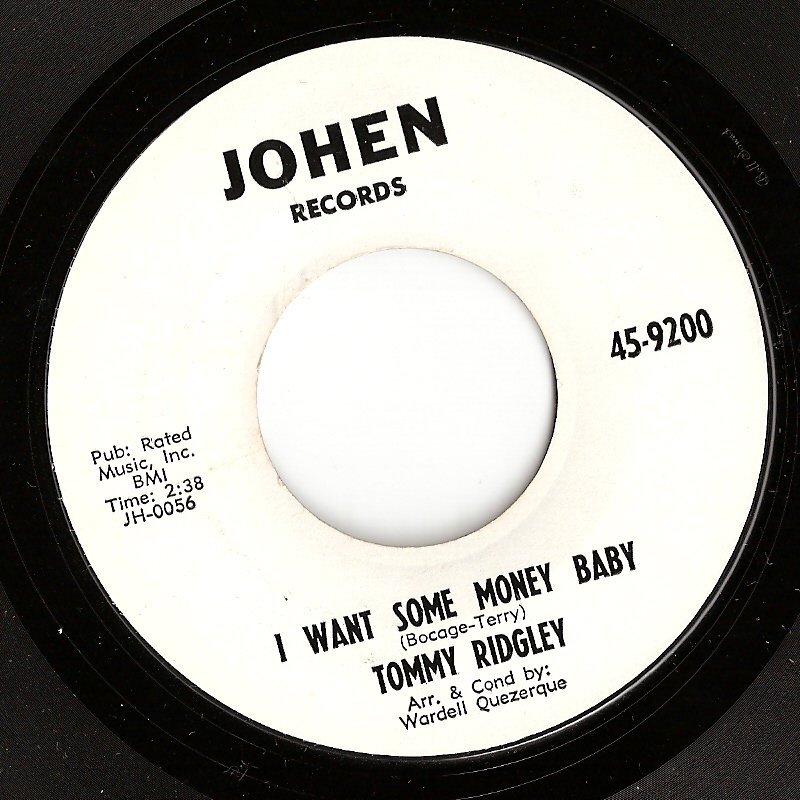 JOHEN
RECORDS
45-9200
Pub: Rated
Music, Inc.
BMI
Time: 2:38
JH-0056
I WANT SOME MONEY BABY
(Bocage-Terry)
TOMMY RIDGLEY
Arr. & Cond by:
Wardell Quezerque